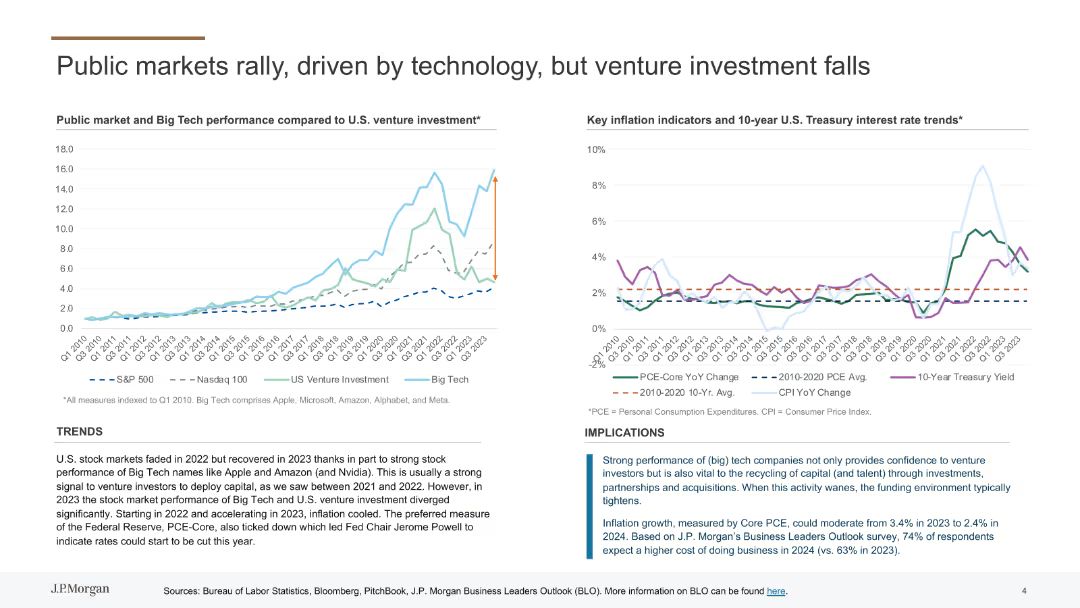 Public markets rally, driven by technology, but venture investment falls
Public market and Big Tech performance compared to U.S. venture investment*
18.0
16.0
14.0
12.0
10.0
8.0
6.0
4.0
2.0
0.0
Q1 2010
Q3 2010
Q1 2011
Q3 2011
Q1 2012
Q3 2012
Q1 2013
Q3 2013
Q1 2014
Q3 2014
Q1 2015
Q3 2015
Q1 2016
Q3 2016
Q1 2017
Q3 2017
Q1 2018
Q3 2018
Q1 2019
Q3 2019
Q1 2020
Q3 2020
Q1 2021
Q3 2021
Q1 2022
Q3 2022
Q1 2023
Q3 2023
S&P 500
Nasdaq 100
US Venture Investment
Big Tech
*All measures indexed to Q1 2010. Big Tech comprises Apple, Microsoft, Amazon, Alphabet, and Meta.
Key inflation indicators and 10-year U.S. Treasury interest rate trends*
10%
8%
6%
4%
2%
0%
-2%
Q1 2010
Q3 2010
Q1 2011
Q3 2011
Q1 2012
Q3 2012
Q1 2013
Q3 2013
Q1 2014
Q3 2014
Q1 2015
Q3 2015
Q1 2016
Q3 2016
Q1 2017
Q3 2017
Q1 2018
Q3 2018
Q1 2019
Q3 2019
Q1 2020
Q3 2020
Q1 2021
Q3 2021
Q1 2022
Q3 2022
Q1 2023
Q3 2023
PCE-Core YoY Change
2010-2020 PCE Avg.
10-Year Treasury Yield
2010-2020 10-Yr. Avg.
CPI YoY Change
*PCE = Personal Consumption Expenditures. CPI = Consumer Price Index.
TRENDS
U.S. stock markets faded in 2022 but recovered in 2023 thanks in part to strong stock
performance of Big Tech names like Apple and Amazon (and Nvidia). This is usually a strong
signal to venture investors to deploy capital, as we saw between 2021 and 2022. However, in
2023 the stock market performance of Big Tech and U.S. venture investment diverged
significantly. Starting in 2022 and accelerating in 2023, inflation cooled. The preferred measure
of the Federal Reserve, PCE-Core, also ticked down which led Fed Chair Jerome Powell to
indicate rates could start to be cut this year.
IMPLICATIONS
Strong performance of (big) tech companies not only provides confidence to venture
investors but is also vital to the recycling of capital (and talent) through investments,
partnerships and acquisitions. When this activity wanes, the funding environment typically
tightens.
Inflation growth, measured by Core PCE, could moderate from 3.4% in 2023 to 2.4% in
2024. Based on J.P. Morgan's Business Leaders Outlook survey, 74% of respondents
expect a higher cost of doing business in 2024 (vs. 63% in 2023).
J.P.Morgan
Sources: Bureau of Labor Statistics, Bloomberg, PitchBook, J.P. Morgan Business Leaders Outlook (BLO). More information on BLO can be found here.
4